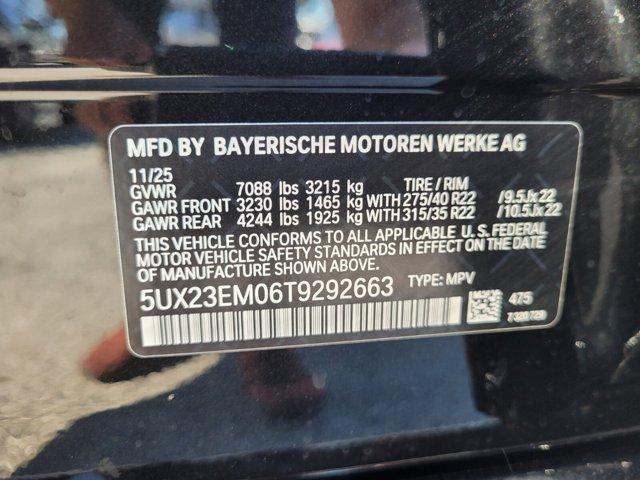 MFD BY BAYERISCHE MOTOREN WERKE AG
11/25
GVWR 7088 lbs 3215 kg TIRE / RIM
GAWR FRONT 3230 lbs 1465 kg WITH 275/40 R22 /9.5Jx22
GAWR REAR 4244 lbs 1925 kg WITH 315/35 R22 /10.5Jx22
THIS VEHICLE CONFORMS TO ALL APPLICABLE U.S. FEDERAL
MOTOR VEHICLE SAFETY STANDARDS IN EFFECT ON THE DATE
OF MANUFACTURE SHOWN ABOVE.
5UX23EM06T9292663 TYPE: MPV
475
7320729